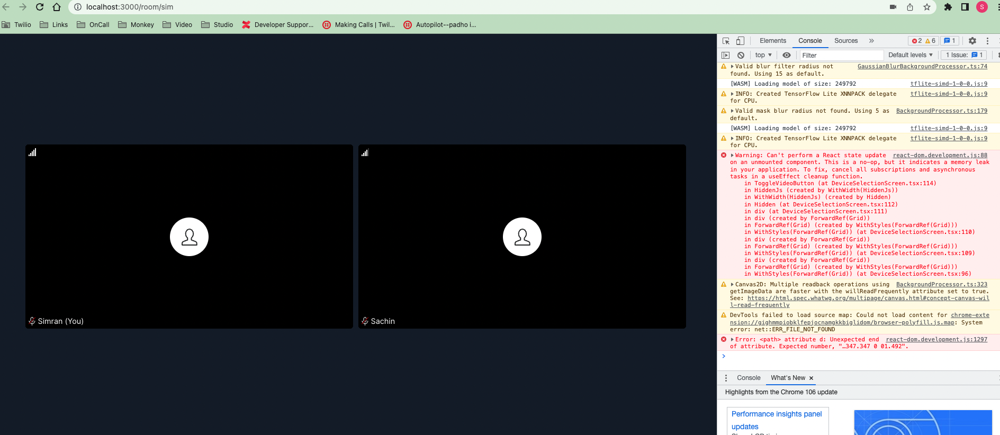 localhost:3000/room/sim
S
Twilio Links OnCall Monkey Video Studio Developer Suppor... Making Calls | Twil... Autopilot--padho i...
Elements Console Sources » 2 6 1
top ▼ Filter Default levels ▼ 1 Issue: 1
Valid blur filter radius not GaussianBlurBackgroundProcessor.ts:74
found. Using 15 as default.
[WASM] Loading model of size: 249792 tflite-simd-1-0-0.js:9
INFO: Created TensorFlow Lite XNNPACK delegate tflite-simd-1-0-0.js:9
for CPU.
Valid mask blur radius not found. Using 5 as BackgroundProcessor.ts:179
default.
[WASM] Loading model of size: 249792 tflite-simd-1-0-0.js:9
INFO: Created TensorFlow Lite XNNPACK delegate tflite-simd-1-0-0.js:9
for CPU.
Warning: Can't perform a React state update react-dom.development.js:88
on an unmounted component. This is a no-op, but it indicates a memory leak
in your application. To fix, cancel all subscriptions and asynchronous
tasks in a useEffect cleanup function.
in ToggleVideoButton (at DeviceSelectionScreen.tsx:114)
in HiddenJs (created by WithWidth(HiddenJs))
in WithWidth(HiddenJs) (created by Hidden)
in Hidden (at DeviceSelectionScreen.tsx:112)
in div (at DeviceSelectionScreen.tsx:111)
in div (created by ForwardRef(Grid))
in ForwardRef(Grid) (created by WithStyles(ForwardRef(Grid)))
in WithStyles(ForwardRef(Grid)) (at DeviceSelectionScreen.tsx:110)
in div (created by ForwardRef(Grid))
in ForwardRef(Grid) (created by WithStyles(ForwardRef(Grid)))
in WithStyles(ForwardRef(Grid)) (at DeviceSelectionScreen.tsx:109)
in div (created by ForwardRef(Grid))
in ForwardRef(Grid) (created by WithStyles(ForwardRef(Grid)))
in WithStyles(ForwardRef(Grid)) (at DeviceSelectionScreen.tsx:96)
Canvas2D: Multiple readback operations using BackgroundProcessor.ts:323
getImageData are faster with the willReadFrequently attribute set to true.
See: https://html.spec.whatwg.org/multipage/canvas.html#concept-canvas-wil
l-read-frequently
DevTools failed to load source map: Could not load content for chrome-exte
nsion://gighmmpiobklfepjocnamgkkbiglidom/browser-polyfill.js.map: System
error: net::ERR_FILE_NOT_FOUND
Error: <path> attribute d: Unexpected end react-dom.development.js:1297
of attribute. Expected number, "…347.347 0 01.492".
>
Simran (You)
Sachin
Console What's New ×
Highlights from the Chrome 106 update
Performance insights panel
updates